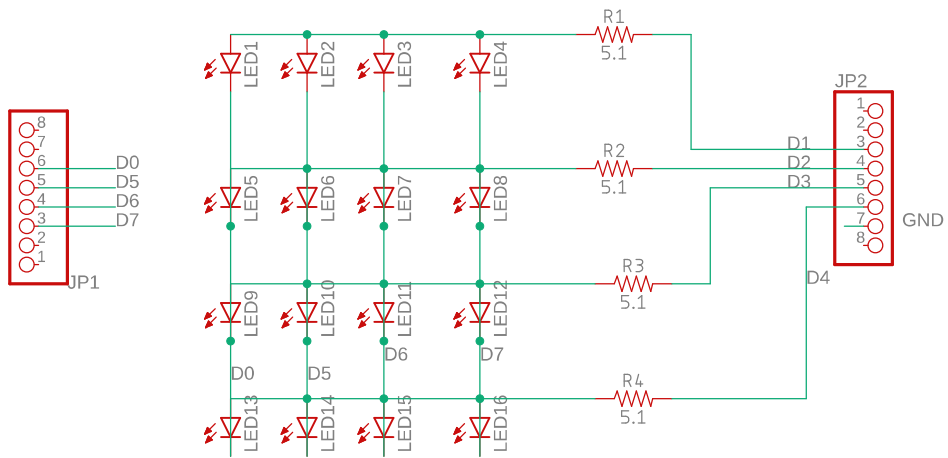 R1
5.1
LED1
LED2
LED3
LED4
JP2
1
2
3
4
5
6
7
8
D1
D2
D3
GND
D4
8
7
6
5
4
3
2
1
D0
D5
D6
D7
JP1
R2
5.1
LED5
LED6
LED7
LED8
R3
5.1
LED9
LED10
LED11
LED12
D0
D5
D6
D7
R4
5.1
LED13
LED14
LED15
LED16